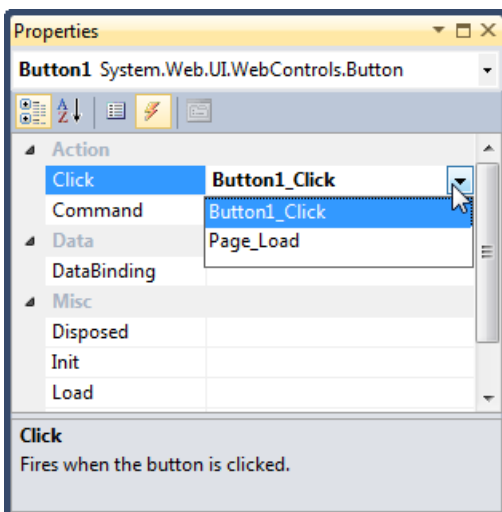 Properties
Button1 System.Web.UI.WebControls.Button
A
Z
Action
Click Button1_Click
Command Button1_Click
Data Page_Load
DataBinding
Misc
Disposed
Init
Load
Click
Fires when the button is clicked.